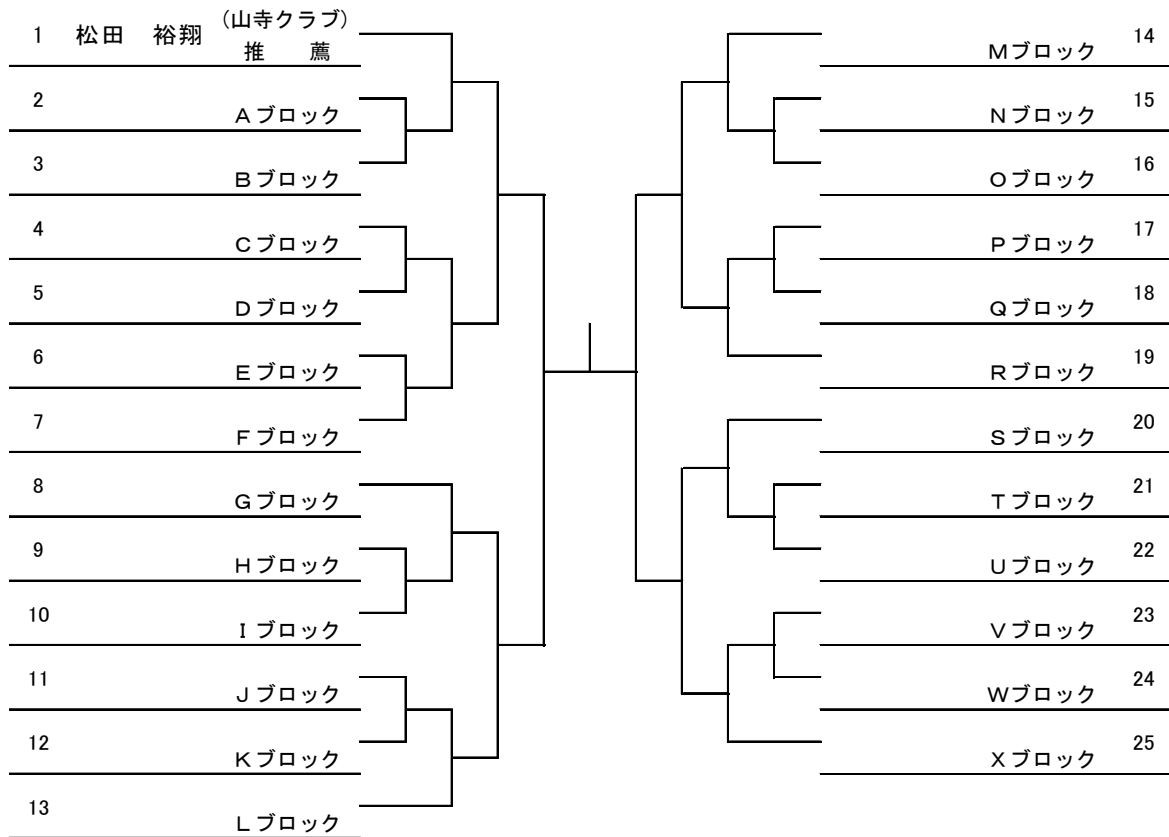 1 松田 裕翔 (山寺クラブ)
推 薦
2 Aブロック
3 Bブロック
4 Cブロック
5 Dブロック
6 Eブロック
7 Fブロック
8 Gブロック
9 Hブロック
10 Iブロック
11 Jブロック
12 Kブロック
13 Lブロック
Mブロック 14
Nブロック 15
Oブロック 16
Pブロック 17
Qブロック 18
Rブロック 19
Sブロック 20
Tブロック 21
Uブロック 22
Vブロック 23
Wブロック 24
Xブロック 25